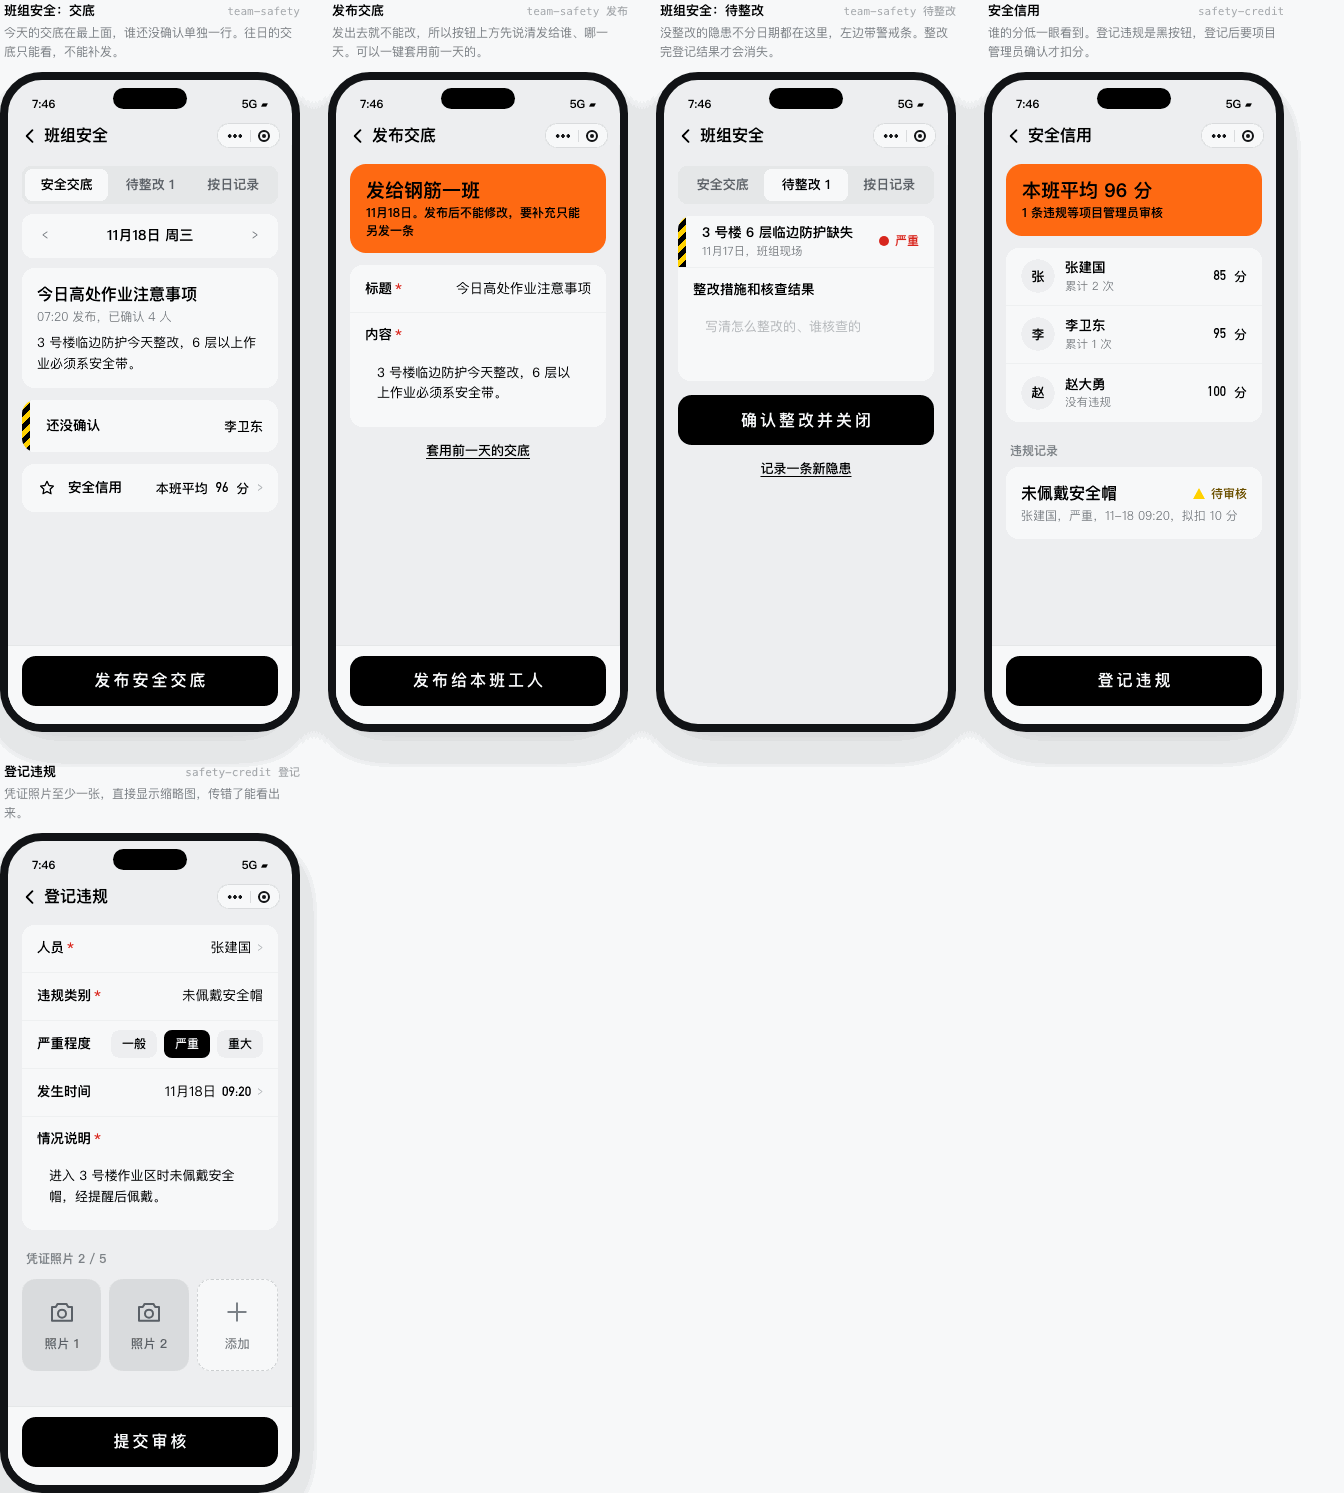 班组安全：交底
team-safety
今天的交底在最上面，谁还没确认单独一行。往日的交
底只能看，不能补发。
7:46
5G
班组安全
安全交底
待整改 1
按日记录
11月18日 周三
今日高处作业注意事项
07:20 发布，已确认 4 人
3 号楼临边防护今天整改，6 层以上作
业必须系安全带。
还没确认
李卫东
安全信用
本班平均 96 分
发布安全交底
发布交底
team-safety 发布
发出去就不能改，所以按钮上方先说清发给谁、哪一
天。可以一键套用前一天的。
7:46
5G
发布交底
发给钢筋一班
11月18日。发布后不能修改，要补充只能
另发一条
标题 *
今日高处作业注意事项
内容 *
3 号楼临边防护今天整改，6 层以
上作业必须系安全带。
套用前一天的交底
发布给本班工人
班组安全：待整改
team-safety 待整改
没整改的隐患不分日期都在这里，左边带警戒条。整改
完登记结果才会消失。
7:46
5G
班组安全
安全交底
待整改 1
按日记录
3 号楼 6 层临边防护缺失
11月17日，班组现场
严重
整改措施和核查结果
写清怎么整改的、谁核查的
确认整改并关闭
记录一条新隐患
安全信用
safety-credit
谁的分低一眼看到。登记违规是黑按钮，登记后要项目
管理员确认才扣分。
7:46
5G
安全信用
本班平均 96 分
1 条违规等项目管理员审核
张
张建国
累计 2 次
85 分
李
李卫东
累计 1 次
95 分
赵
赵大勇
没有违规
100 分
违规记录
未佩戴安全帽
待审核
张建国，严重，11-18 09:20，拟扣 10 分
登记违规
登记违规
safety-credit 登记
凭证照片至少一张，直接显示缩略图，传错了能看出
来。
7:46
5G
登记违规
人员 *
张建国
违规类别 *
未佩戴安全帽
严重程度
一般
严重
重大
发生时间
11月18日 09:20
情况说明 *
进入 3 号楼作业区时未佩戴安全
帽，经提醒后佩戴。
凭证照片 2 / 5
照片 1
照片 2
添加
提交审核